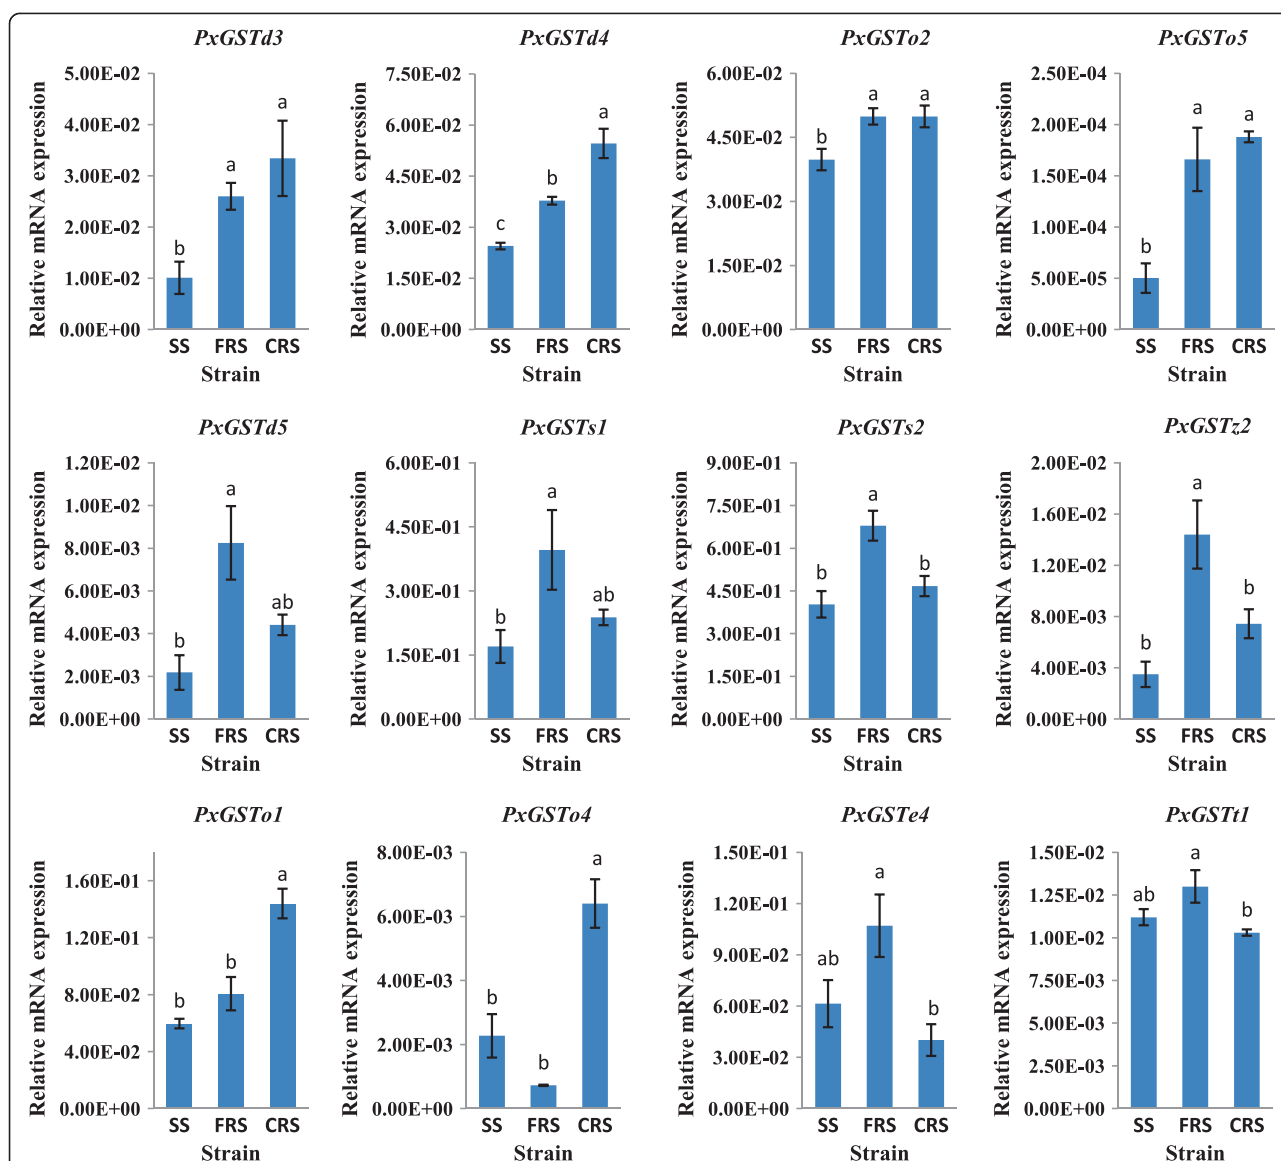 PxGSTd3
Relative mRNA expression
5.00E-02
4.00E-02
3.00E-02
2.00E-02
1.00E-02
0.00E+00
b
a
a
SS FRS CRS
Strain
PxGSTd4
Relative mRNA expression
7.50E-02
6.00E-02
4.50E-02
3.00E-02
1.50E-02
0.00E+00
c
b
a
SS FRS CRS
Strain
PxGSTo2
Relative mRNA expression
6.00E-02
4.50E-02
3.00E-02
1.50E-02
0.00E+00
b
a
a
SS FRS CRS
Strain
PxGSTo5
Relative mRNA expression
2.50E-04
2.00E-04
1.50E-04
1.00E-04
5.00E-05
0.00E+00
b
a
a
SS FRS CRS
Strain
PxGSTd5
Relative mRNA expression
1.20E-02
1.00E-02
8.00E-03
6.00E-03
4.00E-03
2.00E-03
0.00E+00
b
a
ab
SS FRS CRS
Strain
PxGSTs1
Relative mRNA expression
6.00E-01
4.50E-01
3.00E-01
1.50E-01
0.00E+00
b
a
ab
SS FRS CRS
Strain
PxGSTs2
Relative mRNA expression
9.00E-01
7.50E-01
6.00E-01
4.50E-01
3.00E-01
1.50E-01
0.00E+00
b
a
b
SS FRS CRS
Strain
PxGSTz2
Relative mRNA expression
2.00E-02
1.60E-02
1.20E-02
8.00E-03
4.00E-03
0.00E+00
b
a
b
SS FRS CRS
Strain
PxGSTo1
Relative mRNA expression
1.60E-01
1.20E-01
8.00E-02
4.00E-02
0.00E+00
b
b
a
SS FRS CRS
Strain
PxGSTo4
Relative mRNA expression
8.00E-03
6.00E-03
4.00E-03
2.00E-03
0.00E+00
b
b
a
SS FRS CRS
Strain
PxGSTe4
Relative mRNA expression
1.50E-01
1.20E-01
9.00E-02
6.00E-02
3.00E-02
0.00E+00
ab
a
b
SS FRS CRS
Strain
PxGSTt1
Relative mRNA expression
1.50E-02
1.30E-02
1.00E-02
7.50E-03
5.00E-03
2.50E-03
0.00E+00
ab
a
b
SS FRS CRS
Strain